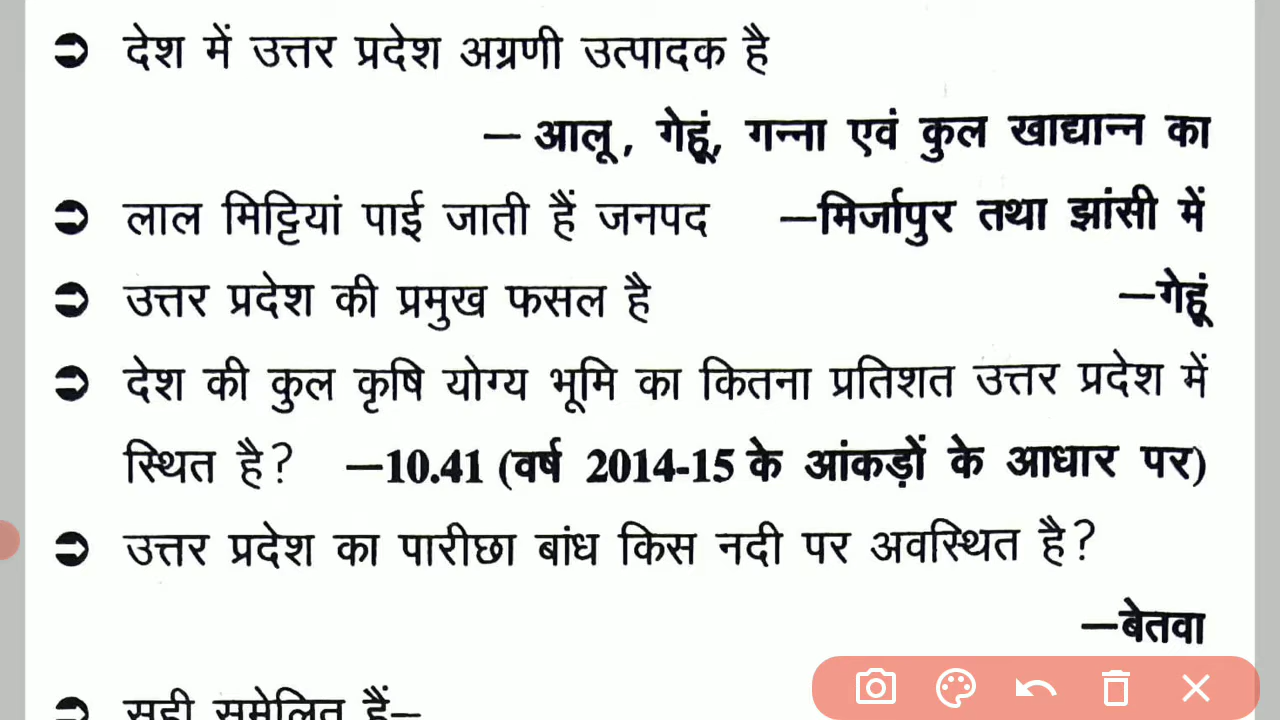 ➲ देश में उत्तर प्रदेश अग्रणी उत्पादक है
– आलू, गेहूं, गन्ना एवं कुल खाद्यान्न का
➲ लाल मिट्टियां पाई जाती हैं जनपद –मिर्जापुर तथा झांसी में
➲ उत्तर प्रदेश की प्रमुख फसल है –गेहूं
➲ देश की कुल कृषि योग्य भूमि का कितना प्रतिशत उत्तर प्रदेश में
स्थित है? –10.41 (वर्ष 2014-15 के आंकड़ों के आधार पर)
➲ उत्तर प्रदेश का पारीछा बांध किस नदी पर अवस्थित है?
–बेतवा
➲ सही सुमेलित हैं–